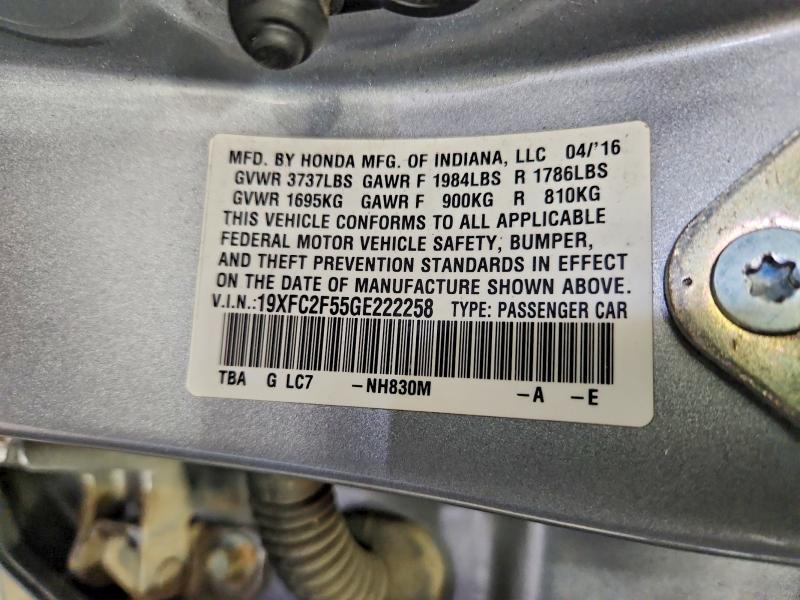 MFD. BY HONDA MFG. OF INDIANA, LLC 04/'16
GVWR 3737LBS GAWR F 1984LBS R 1786LBS
GVWR 1695KG GAWR F 900KG R 810KG
THIS VEHICLE CONFORMS TO ALL APPLICABLE
FEDERAL MOTOR VEHICLE SAFETY, BUMPER,
AND THEFT PREVENTION STANDARDS IN EFFECT
ON THE DATE OF MANUFACTURE SHOWN ABOVE.
V.I.N.:19XFC2F55GE222258 TYPE: PASSENGER CAR
TBA G LC7 -NH830M -A -E